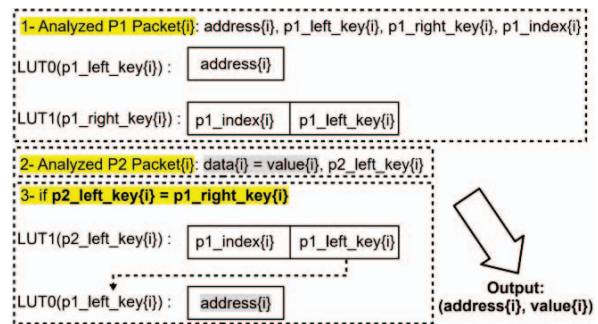 1- Analyzed P1 Packet{i}: address{i}, p1_left_key{i}, p1_right_key{i}, p1_index{i}
LUT0(p1_left_key{i}) : address{i}
LUT1(p1_right_key{i}) : p1_index{i} p1_left_key{i}
2- Analyzed P2 Packet{i}: data{i} = value{i}, p2_left_key{i}
3- if p2_left_key{i} = p1_right_key{i}
LUT1(p2_left_key{i}) : p1_index{i} p1_left_key{i}
LUT0(p1_left_key{i}) : address{i}
Output:
(address{i}, value{i})